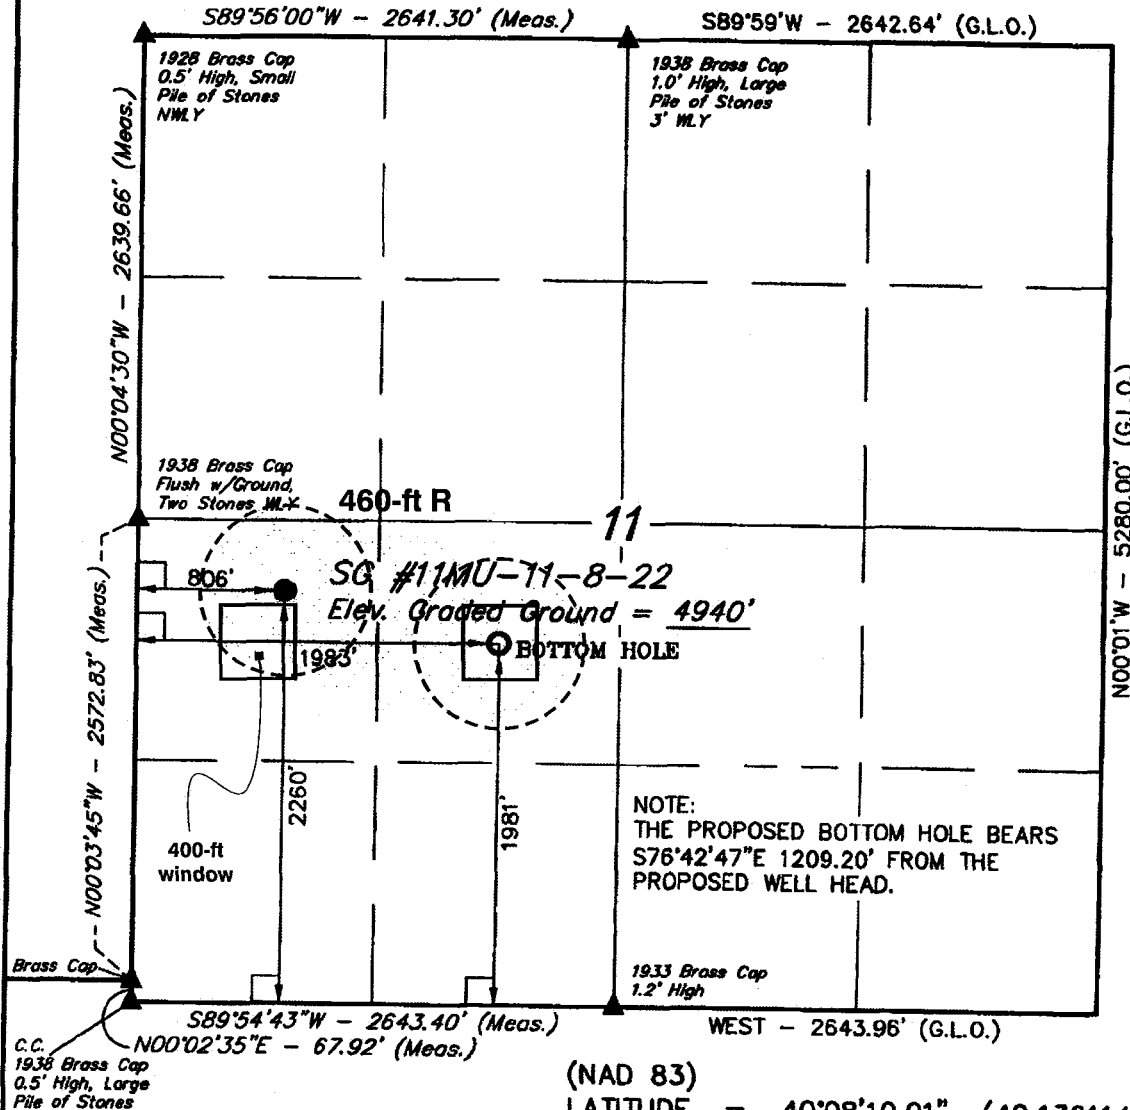 S89°56'00"W - 2641.30' (Meas.)
S89°59'W - 2642.64' (G.L.O.)
1928 Brass Cap
0.5' High, Small
Pile of Stones
NWLY
1938 Brass Cap
1.0' High, Large
Pile of Stones
3' WLY
N00°04'30"W - 2639.66' (Meas.)
1938 Brass Cap
Flush w/Ground,
Two Stones WLY
460-ft R
11
N00°01'W - 5280.00' (G.L.O.)
806'
SG #11MU-11-8-22
Elev. Graded Ground = 4940'
1983'
BOTTOM HOLE
N00°03'45"W - 2572.83' (Meas.)
2260'
1981'
400-ft
window
NOTE:
THE PROPOSED BOTTOM HOLE BEARS
S76°42'47"E 1209.20' FROM THE
PROPOSED WELL HEAD.
Brass Cap
1933 Brass Cap
1.2' High
S89°54'43"W - 2643.40' (Meas.)
WEST - 2643.96' (G.L.O.)
N00°02'35"E - 67.92' (Meas.)
C.C.
1938 Brass Cap
0.5' High, Large
Pile of Stones
(NAD 83)
LATITUDE =